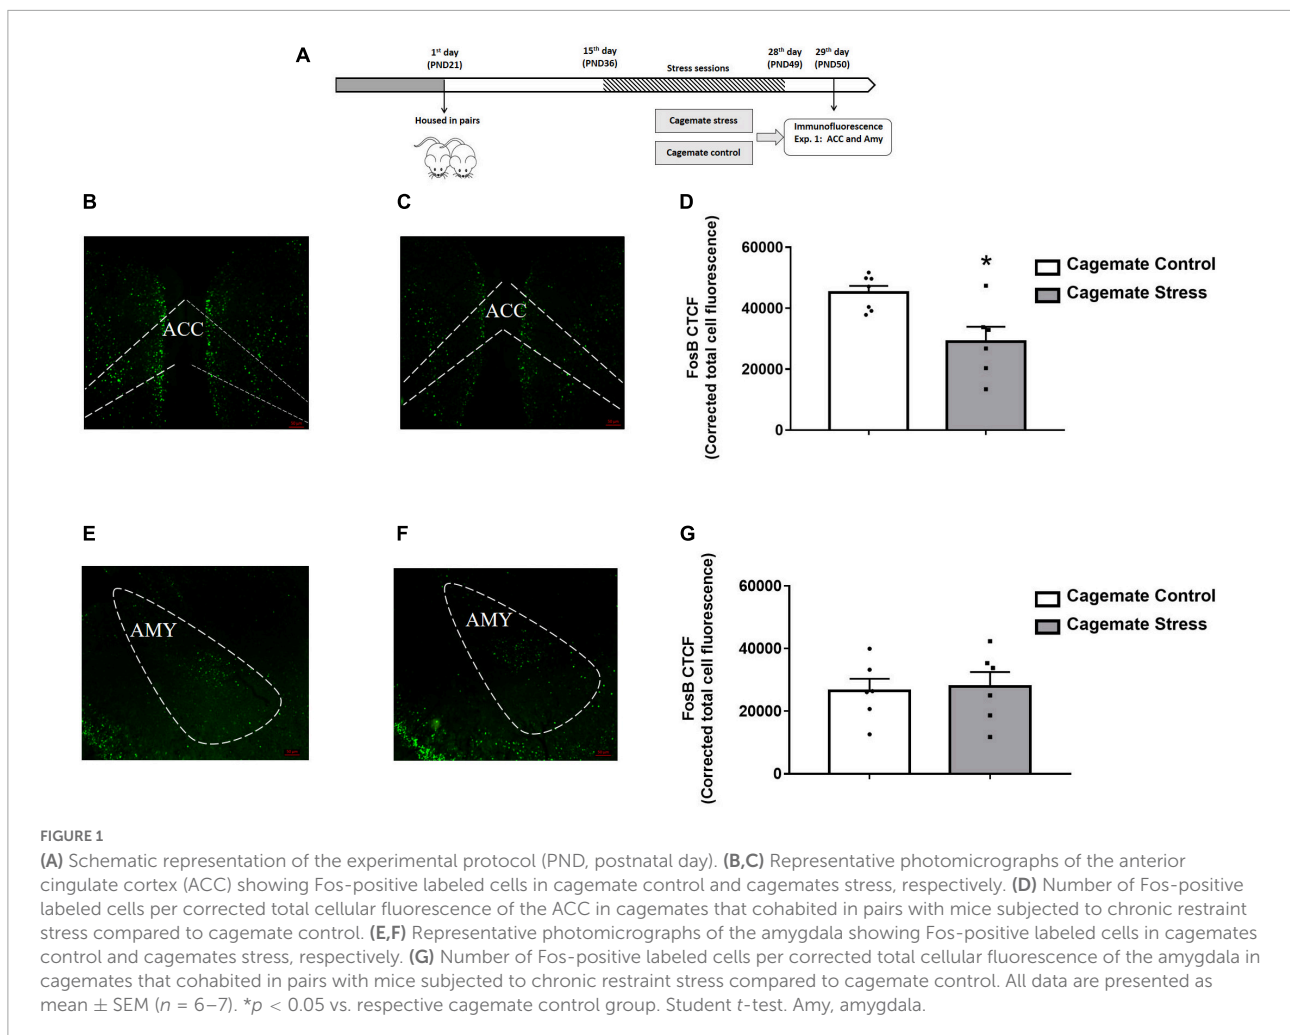 A
1st day
(PND21)
15th day
(PND36)
Stress sessions
28th day
(PND49)
29th day
(PND50)
Housed in pairs
Cagemate stress
Cagemate control
Immunofluorescence
Exp. 1: ACC and Amy
B
ACC
C
ACC
D
FosB CTCF
(Corrected total cell fluorescence)
60000
40000
20000
0
*
Cagemate Control
Cagemate Stress
E
AMY
F
AMY
G
FosB CTCF
(Corrected total cell fluorescence)
60000
40000
20000
0
Cagemate Control
Cagemate Stress
FIGURE 1
(A) Schematic representation of the experimental protocol (PND, postnatal day). (B,C) Representative photomicrographs of the anterior
cingulate cortex (ACC) showing Fos-positive labeled cells in cagemate control and cagemates stress, respectively. (D) Number of Fos-positive
labeled cells per corrected total cellular fluorescence of the ACC in cagemates that cohabited in pairs with mice subjected to chronic restraint
stress compared to cagemate control. (E,F) Representative photomicrographs of the amygdala showing Fos-positive labeled cells in cagemates
control and cagemates stress, respectively. (G) Number of Fos-positive labeled cells per corrected total cellular fluorescence of the amygdala in
cagemates that cohabited in pairs with mice subjected to chronic restraint stress compared to cagemate control. All data are presented as
mean ± SEM (n = 6–7). *p < 0.05 vs. respective cagemate control group. Student t-test. Amy, amygdala.